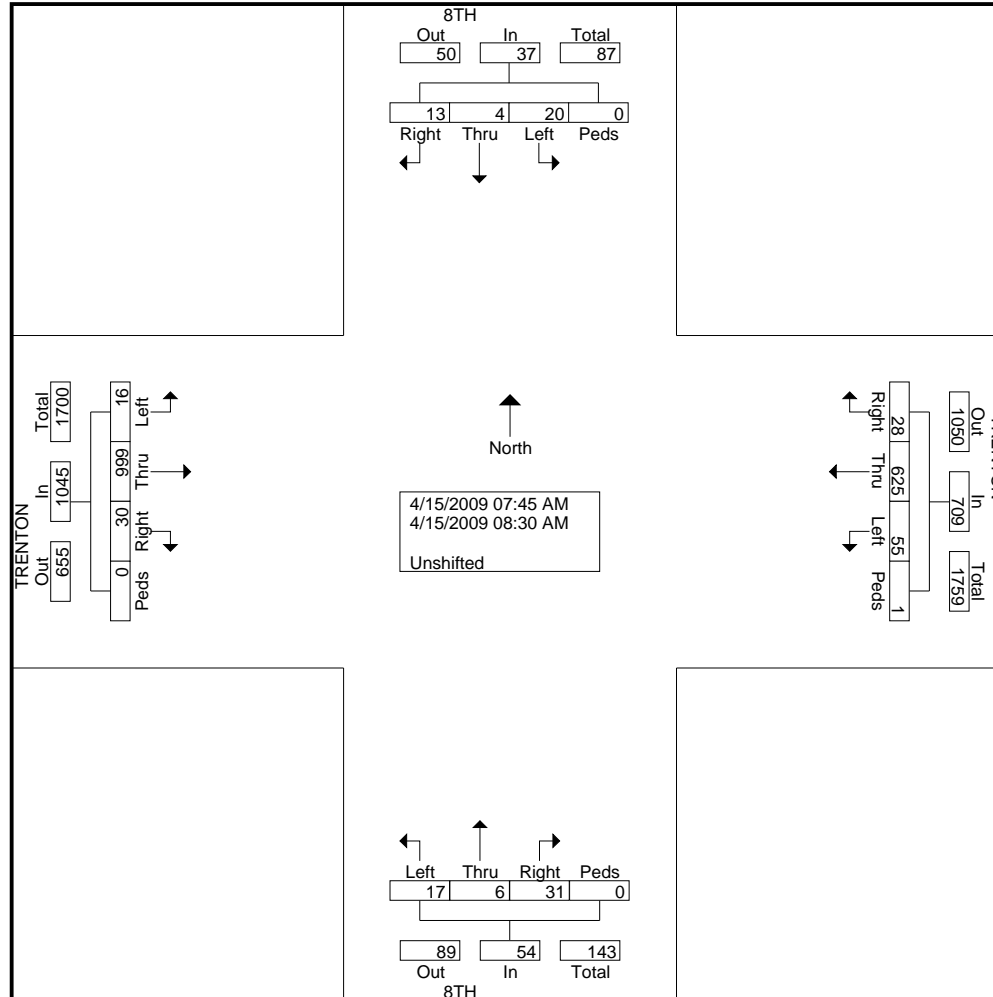 8TH
Out In Total
50 37 87
13 4 20 0
Right Thru Left Peds
TRENTON
Total In Out
1700 1045 655
16 999 30 0
Left Thru Right Peds
North
4/15/2009 07:45 AM
4/15/2009 08:30 AM
Unshifted
Right Thru Left Peds
28 625 55 1
Out In Total
1050 709 1759
Left Thru Right Peds
17 6 31 0
89 54 143
Out In Total
8TH